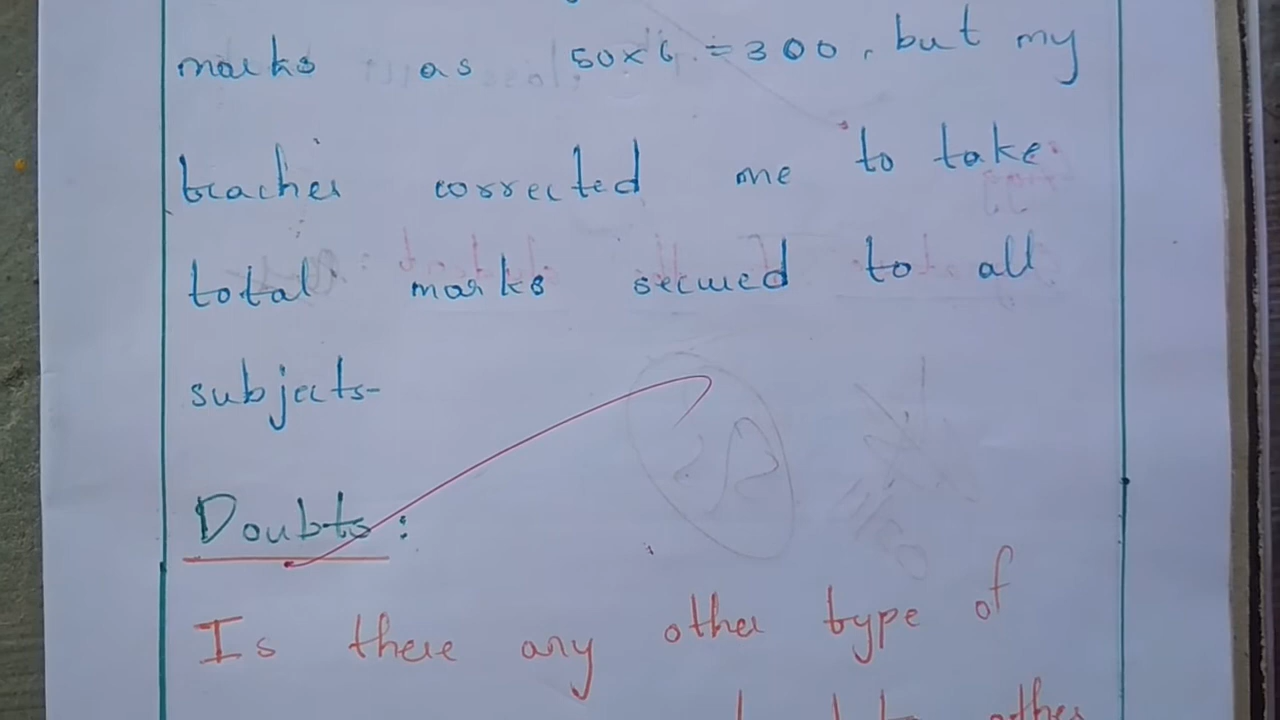 marks as 50×6 = 300, but my
teacher corrected me to take
total marks secured to all
subjects-
Doubts:
Is there any other type of
other